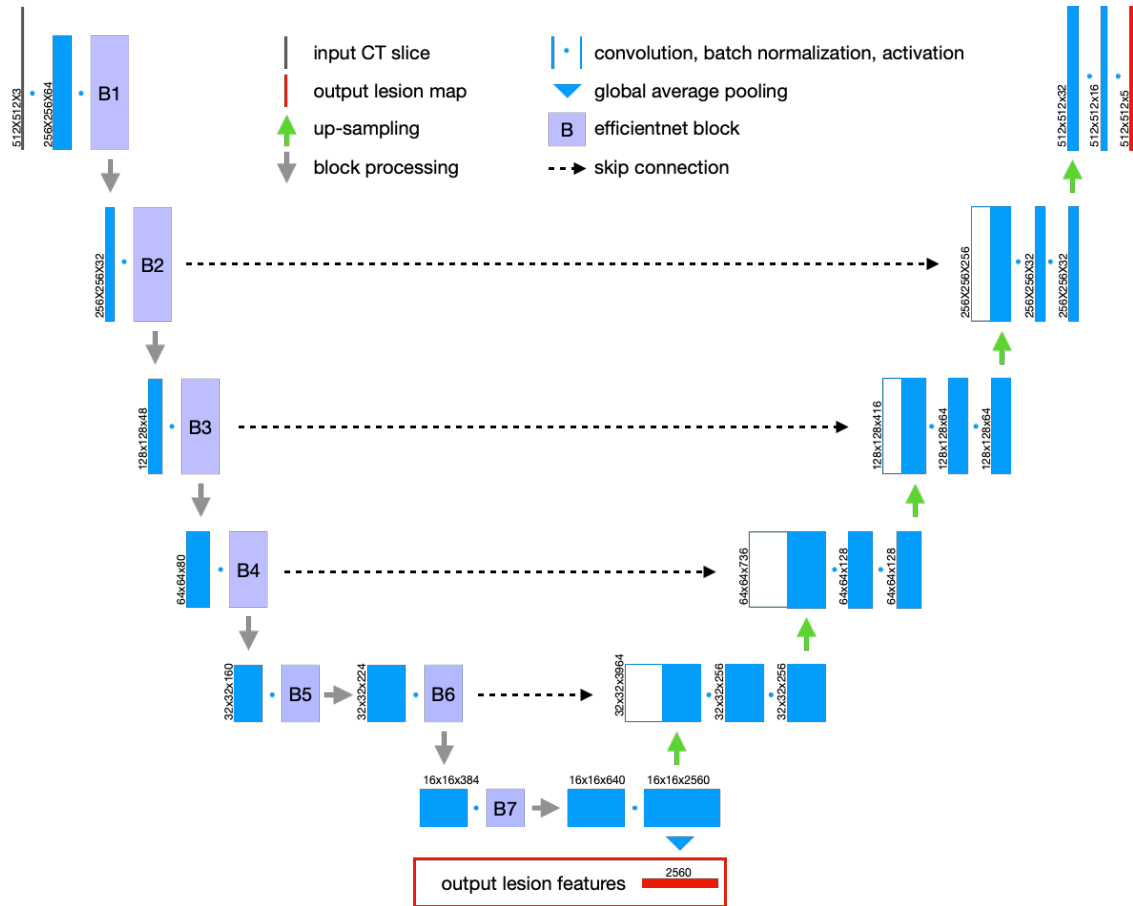 input CT slice
output lesion map
up-sampling
block processing
convolution, batch normalization, activation
global average pooling
B
efficientnet block
skip connection
512X512X3
256X256X64
B1
256X256X32
B2
128x128x48
B3
64x64x80
B4
32x32x160
B5
32x32x224
B6
16x16x384
B7
16x16x640
16x16x2560
output lesion features
2560
32x32x3964
32x32x256
32x32x256
64x64x736
64x64x128
64x64x128
128x128x416
128x128x64
128x128x64
256X256X256
256X256X32
256X256X32
512x512x32
512x512x16
512x512x5